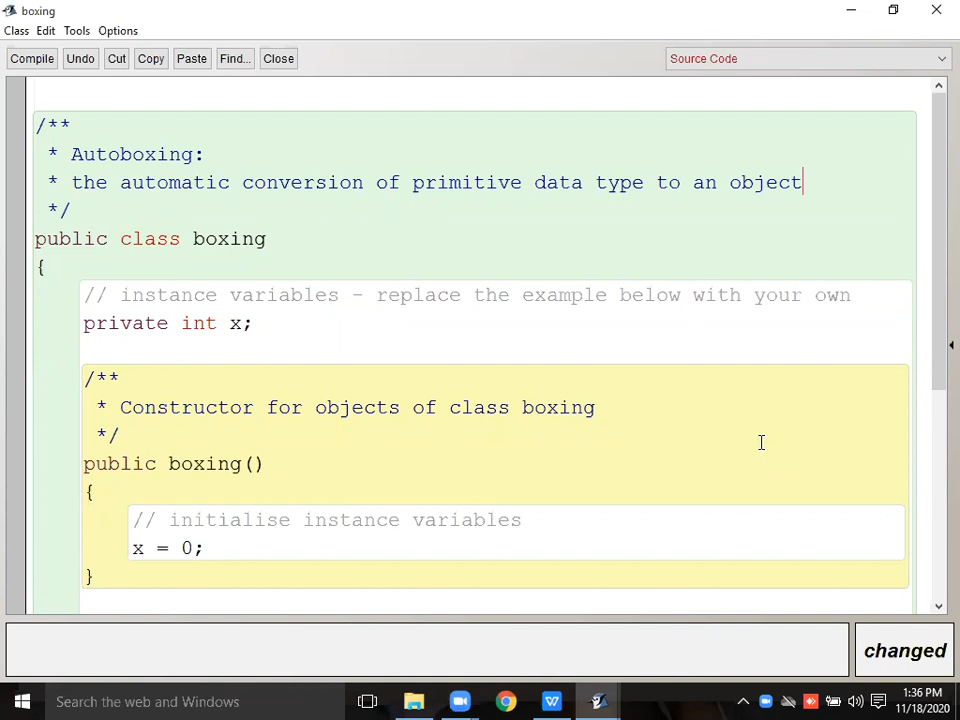 boxing
Class Edit Tools Options
Compile Undo Cut Copy Paste Find... Close Source Code
/**
* Autoboxing:
* the automatic conversion of primitive data type to an object
*/
public class boxing
{
// instance variables - replace the example below with your own
private int x;
/**
* Constructor for objects of class boxing
*/
public boxing()
{
// initialise instance variables
x = 0;
}
changed
Search the web and Windows
1:36 PM
11/18/2020